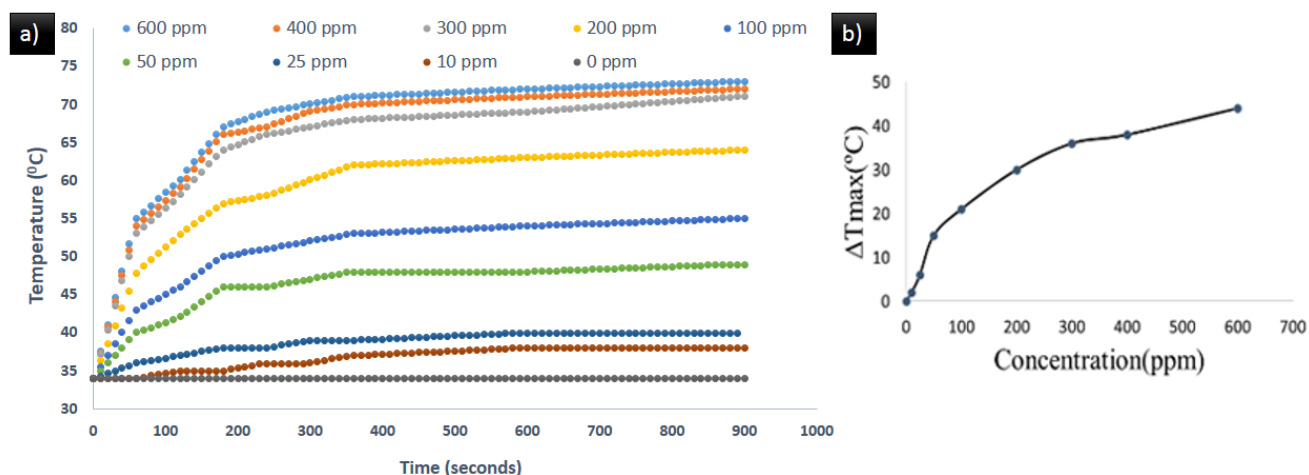 a)
80
600 ppm 400 ppm 300 ppm 200 ppm 100 ppm
75
50 ppm 25 ppm 10 ppm 0 ppm
70
65
60
55
50
45
40
35
30
Temperature (⁰C)
0 100 200 300 400 500 600 700 800 900 1000
Time (seconds)
b)
50
40
30
20
10
0
ΔTmax(ºC)
0 100 200 300 400 500 600 700
Concentration(ppm)